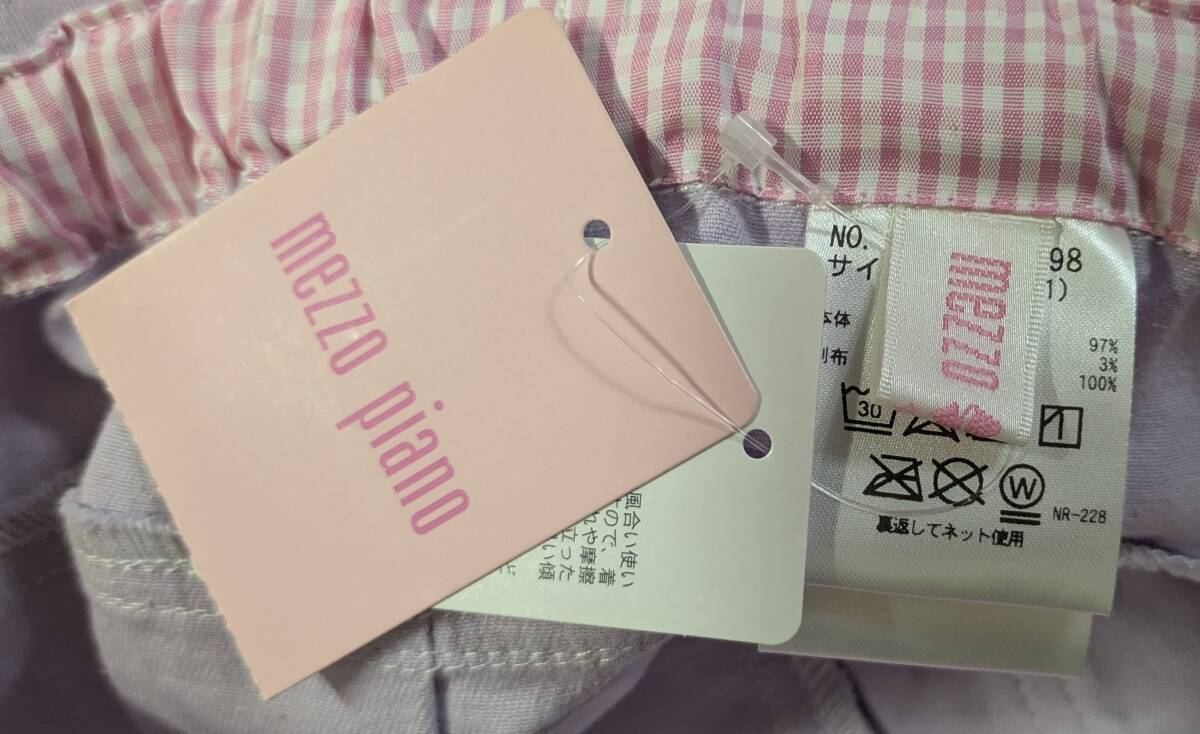 mezzo piano
NO. 98
サイ 1)
本体 97%
別布 3%
100%
mezzo
30
W
NR-228
裏返してネット使用
風合い使い
ので、着
れや摩擦
立った
い傾